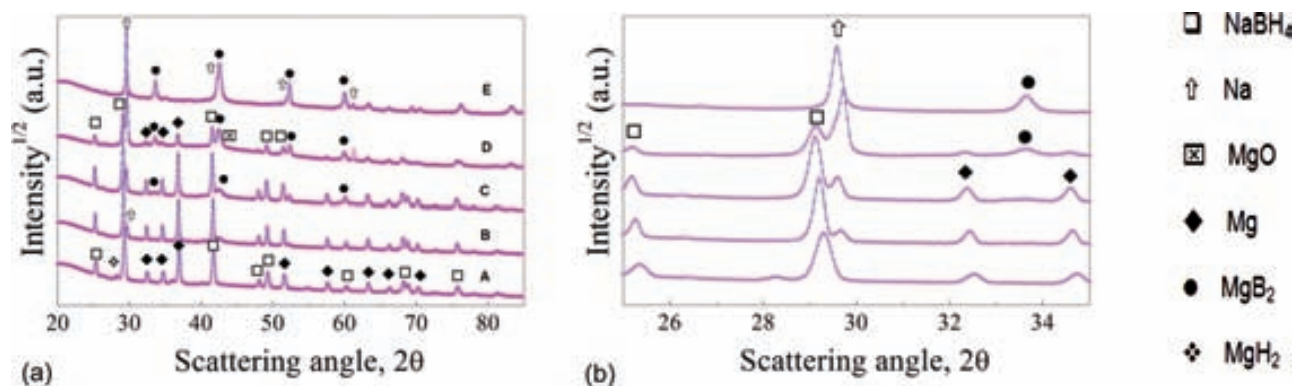 Intensity1/2 (a.u.)
E
D
C
B
A
20 30 40 50 60 70 80
Scattering angle, 2θ
(a)
Intensity1/2 (a.u.)
26 28 30 32 34
Scattering angle, 2θ
(b)
NaBH4
Na
MgO
Mg
MgB2
MgH2